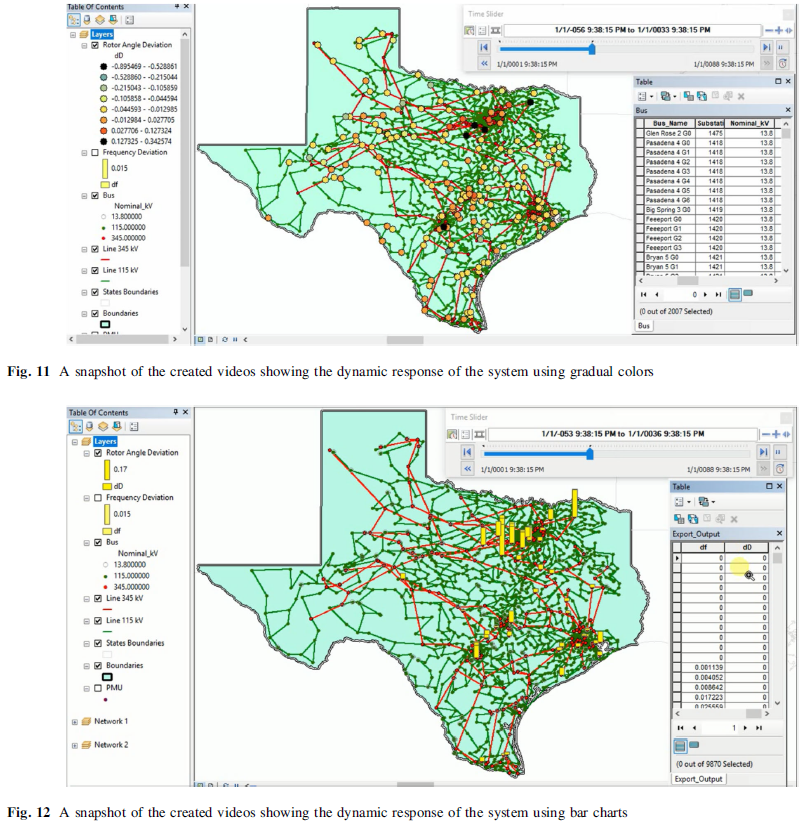 Table Of Contents
Layers
Rotor Angle Deviation
dD
-0.895469 - -0.528861
-0.528860 - -0.215044
-0.215043 - -0.105859
-0.105858 - -0.044594
-0.044593 - -0.012985
-0.012984 - 0.027705
0.027706 - 0.127324
0.127325 - 0.342574
Frequency Deviation
0.015
df
Bus
Nominal_kV
13.800000
115.000000
345.000000
Line 345 kV
Line 115 kV
States Boundaries
Boundaries
Time Slider
1/1/-056 9:38:15 PM to 1/1/0033 9:38:15 PM
1/1/0001 9:38:15 PM 1/1/0088 9:38:15 PM
Table
Bus
Bus_Name Substati Nominal_kV
Glen Rose 2 G0 1475 13.8
Pasadena 4 G0 1418 13.8
Pasadena 4 G1 1418 13.8
Pasadena 4 G2 1418 13.8
Pasadena 4 G3 1418 13.8
Pasadena 4 G4 1418 13.8
Pasadena 4 G5 1418 13.8
Pasadena 4 G6 1418 13.8
Big Spring 3 G0 1419 13.8
Feeeport G0 1420 13.8
Feeeport G1 1420 13.8
Feeeport G2 1420 13.8
Feeeport G3 1420 13.8
Bryan 5 G0 1421 13.8
Bryan 5 G1 1421 13.8
0
(0 out of 2007 Selected)
Bus
Fig. 11 A snapshot of the created videos showing the dynamic response of the system using gradual colors
Table Of Contents
Layers
Rotor Angle Deviation
0.17
dD
Frequency Deviation
0.015
df
Bus
Nominal_kV
13.800000
115.000000
345.000000
Line 345 kV
Line 115 kV
States Boundaries
Boundaries
PMU
Network 1
Network 2
Time Slider
1/1/-053 9:38:15 PM to 1/1/0036 9:38:15 PM
1/1/0001 9:38:15 PM 1/1/0088 9:38:15 PM
Table
Export_Output
df dD
0 0
0 0
0 0
0 0
0 0
0 0
0 0
0 0
0 0
0 0
0 0
0.001139 0
0.004052 0
0.008642 0
0.017223 0
0.025559 0
1
(0 out of 9870 Selected)
Export_Output
Fig. 12 A snapshot of the created videos showing the dynamic response of the system using bar charts